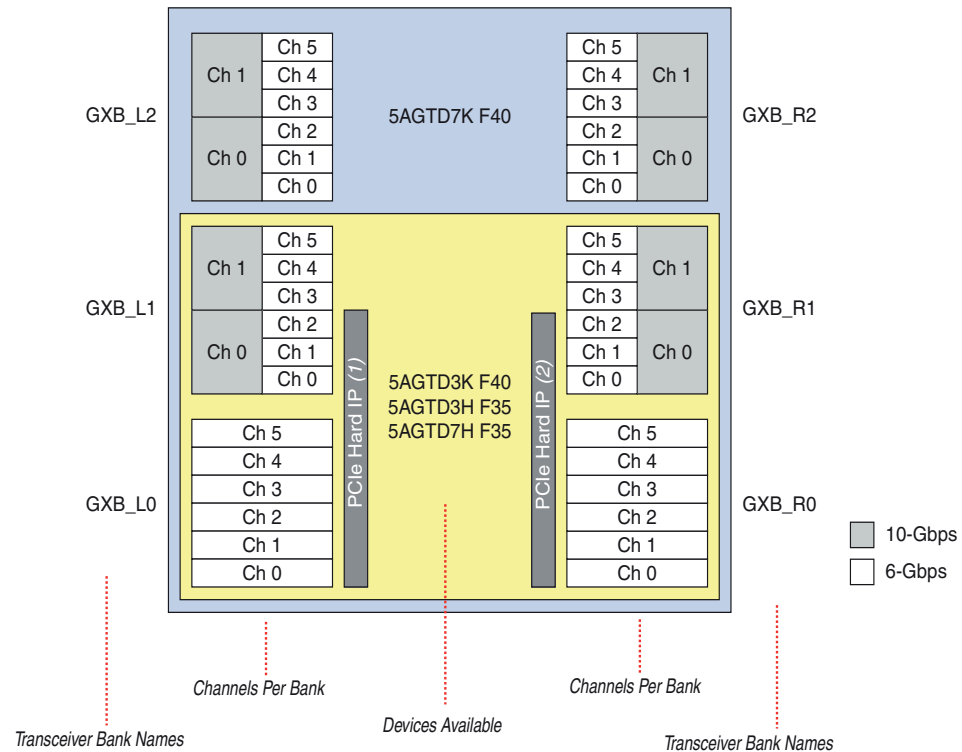 GXB_L2
Ch 1
Ch 0
Ch 5
Ch 4
Ch 3
Ch 2
Ch 1
Ch 0
5AGTD7K F40
Ch 5
Ch 4
Ch 3
Ch 2
Ch 1
Ch 0
Ch 1
Ch 0
GXB_R2
GXB_L1
Ch 1
Ch 0
Ch 5
Ch 4
Ch 3
Ch 2
Ch 1
Ch 0
PCIe Hard IP (1)
5AGTD3K F40
5AGTD3H F35
5AGTD7H F35
PCIe Hard IP (2)
Ch 5
Ch 4
Ch 3
Ch 2
Ch 1
Ch 0
Ch 1
Ch 0
GXB_R1
GXB_L0
Ch 5
Ch 4
Ch 3
Ch 2
Ch 1
Ch 0
Ch 5
Ch 4
Ch 3
Ch 2
Ch 1
Ch 0
GXB_R0
10-Gbps
6-Gbps
Transceiver Bank Names
Channels Per Bank
Devices Available
Channels Per Bank
Transceiver Bank Names